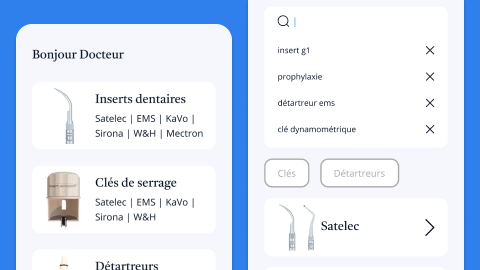 Bonjour Docteur
Inserts dentaires
Satelec | EMS | KaVo |
Sirona | W&H | Mectron
Clés de serrage
Satelec | EMS | KaVo |
Sirona | W&H
Détartreurs
insert g1
prophylaxie
détartreur ems
clé dynamométrique
Clés
Détartreurs
Satelec